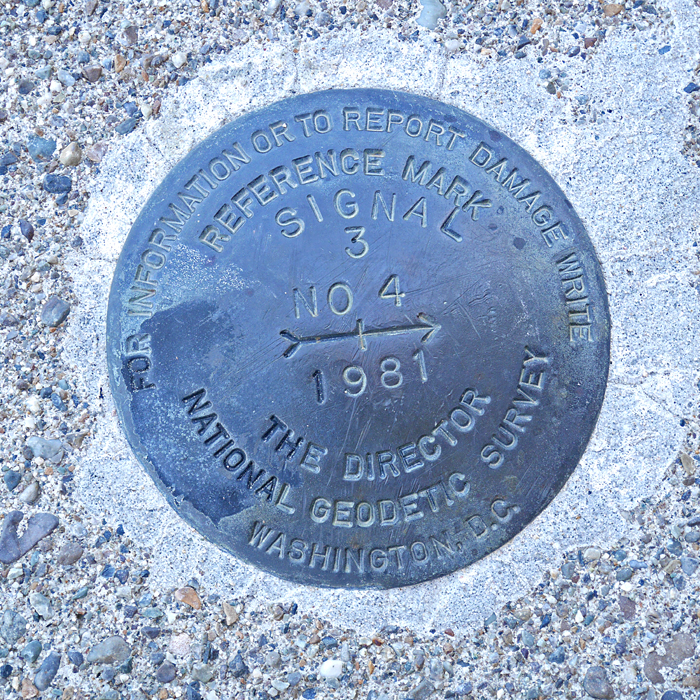 FOR INFORMATION OR TO REPORT DAMAGE WRITE
REFERENCE MARK
SIGNAL
3
NO 4
1981
THE DIRECTOR
NATIONAL GEODETIC SURVEY
WASHINGTON, D.C.